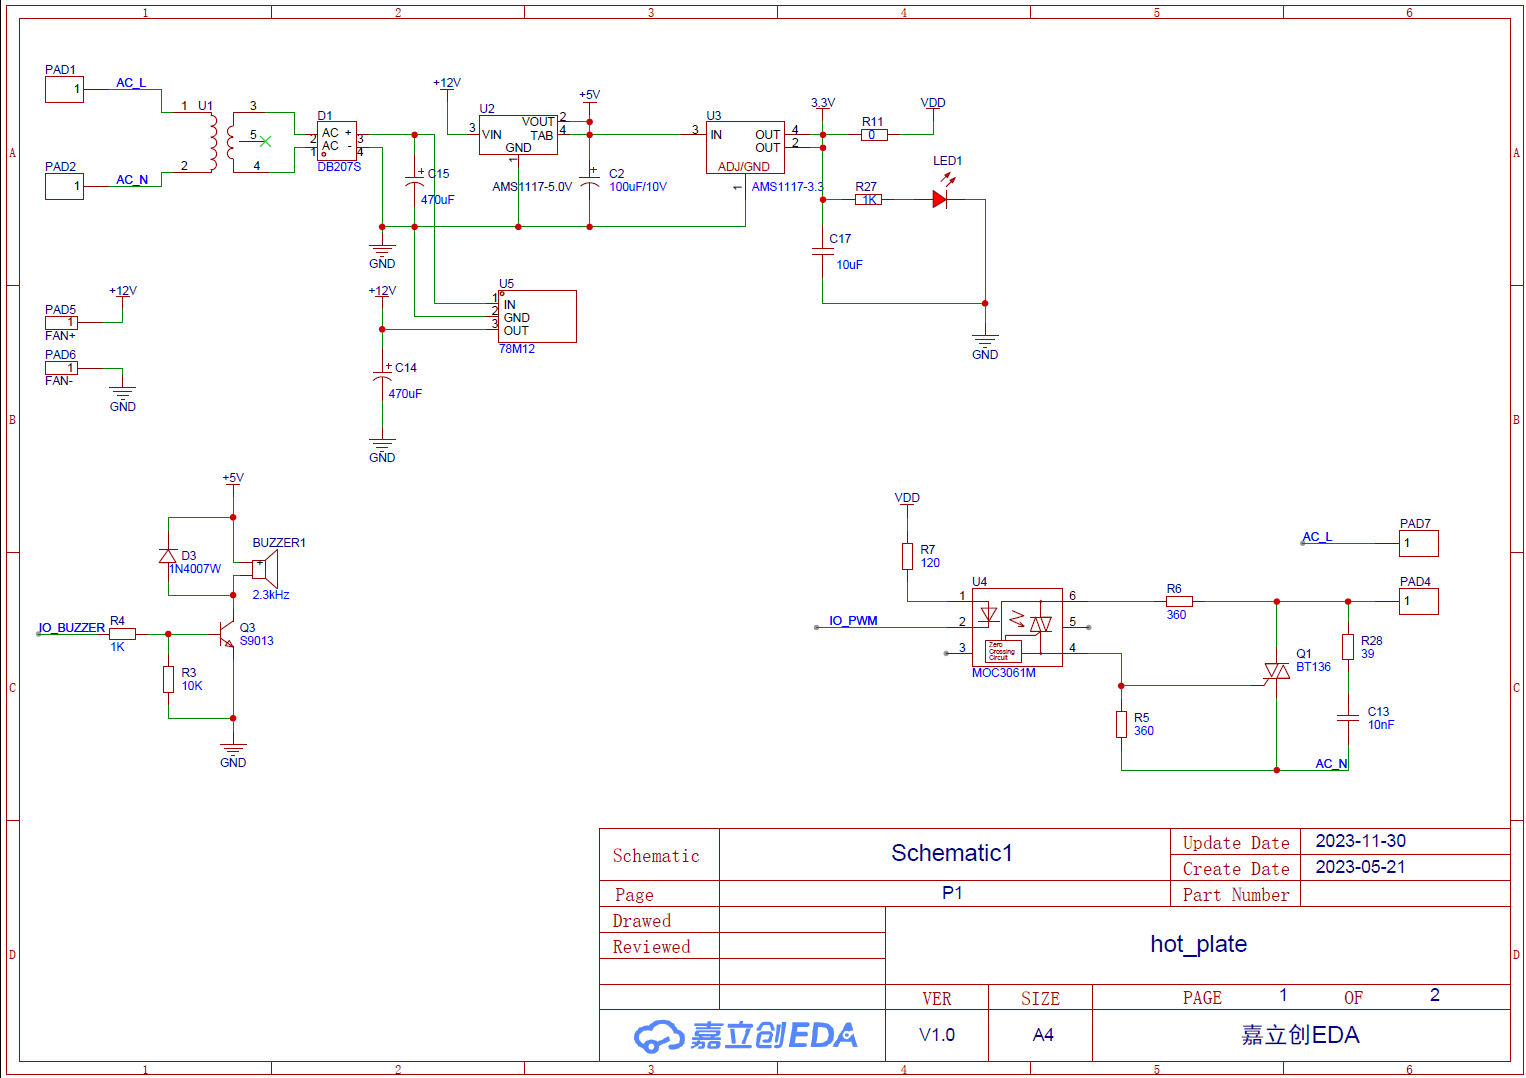 1 2 3 4 5 6
A A
B B
C C
D D
PAD1
1
AC_L
PAD2
1
AC_N
1 U1 3
5
2 4
D1
AC +
AC -
2
1
3
4
DB207S
+12V
U2
3 VIN
VOUT 2
TAB 4
GND
1
AMS1117-5.0V
+5V
+ C2
100uF/10V
+ C15
470uF
GND
U3
3 IN
OUT 4
OUT 2
ADJ/GND
1
AMS1117-3.3
3.3V
R11
0
VDD
LED1
R27
1K
C17
10uF
GND
+12V
PAD5
1
FAN+
PAD6
1
FAN-
GND
+12V
U5
1 IN
2 GND
3 OUT
78M12
+ C14
470uF
GND
+5V
D3
1N4007W
BUZZER1
+
2.3kHz
IO_BUZZER
R4
1K
Q3
S9013
R3
10K
GND
VDD
R7
120
IO_PWM
U4
1 6
2 5
3 4
Zero
Crossing
Circuit
MOC3061M
R6
360
R5
360
Q1
BT136
R28
39
C13
10nF
AC_N
AC_L
PAD7
1
PAD4
1
Schematic
Schematic1
Update Date 2023-11-30
Create Date 2023-05-21
Page P1 Part Number
Drawed
Reviewed
hot_plate
VER SIZE PAGE 1 OF 2
嘉立创EDA V1.0 A4 嘉立创EDA
1 2 3 4 5 6